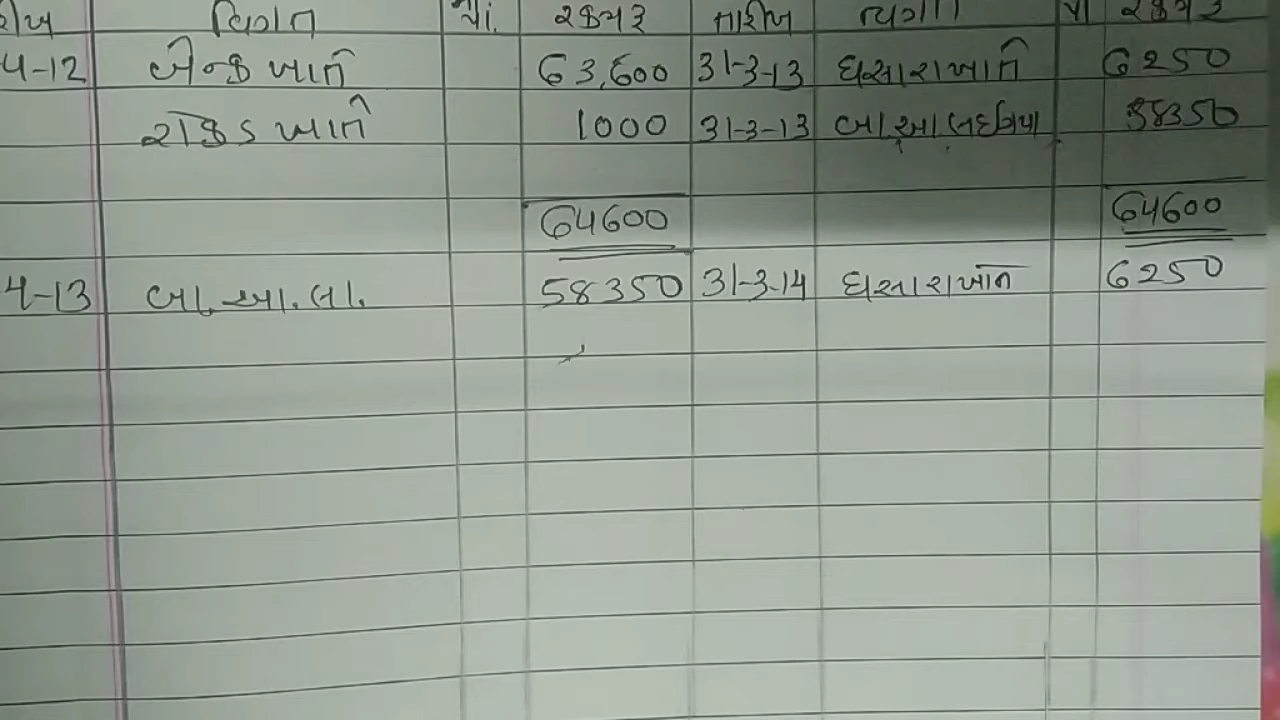 વિગત પાં. રકમ ₹ તારીખ વિગત પાં રકમ ₹
4-12 બેન્ક ખાતે 63,600 31-3-13 ઘસારા ખાતે 6250
રોકડ ખાતે 1000 31-3-13 બા.આ.લઈ ગયા 58350
64600 64600
4-13 બા.આ.લા. 58350 31-3-14 ઘસારા ખાતે 6250